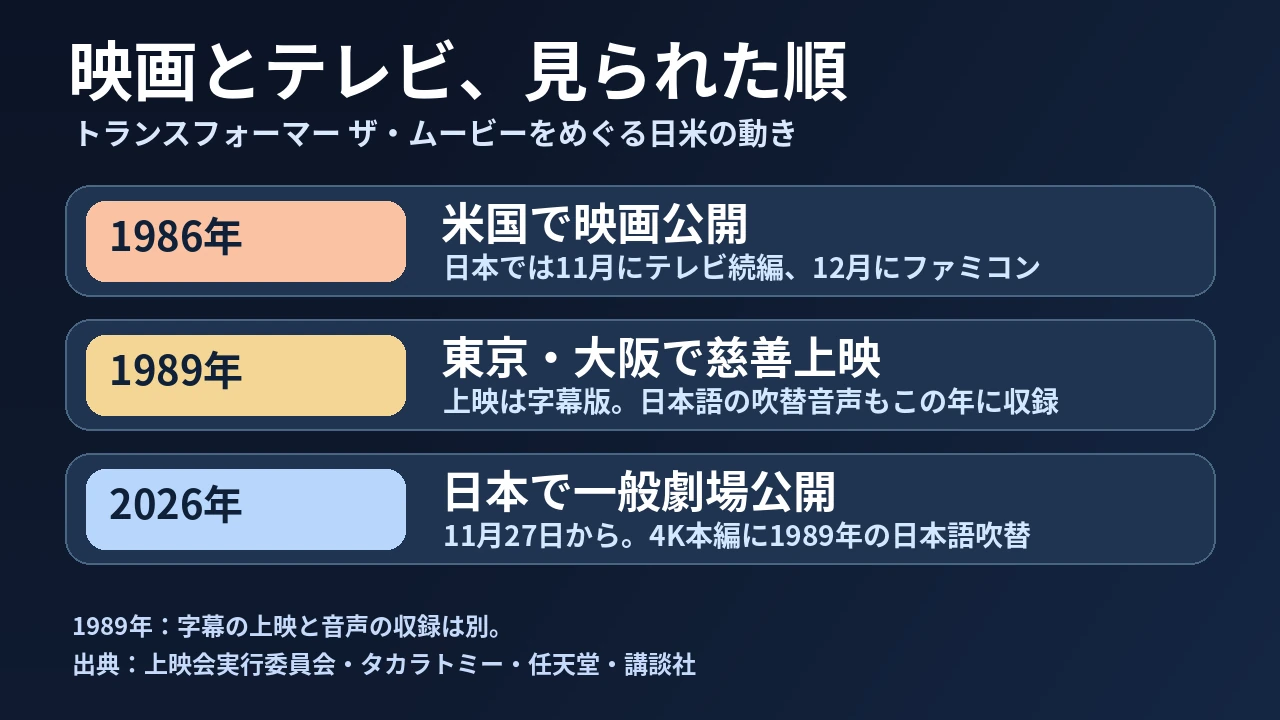 映画とテレビ、見られた順
トランスフォーマー ザ・ムービーをめぐる日米の動き
1986年
米国で映画公開
日本では11月にテレビ続編、12月にファミコン
1989年
東京・大阪で慈善上映
上映は字幕版。日本語の吹替音声もこの年に収録
2026年
日本で一般劇場公開
11月27日から。4K本編に1989年の日本語吹替
1989年：字幕の上映と音声の収録は別。
出典：上映会実行委員会・タカラトミー・任天堂・講談社